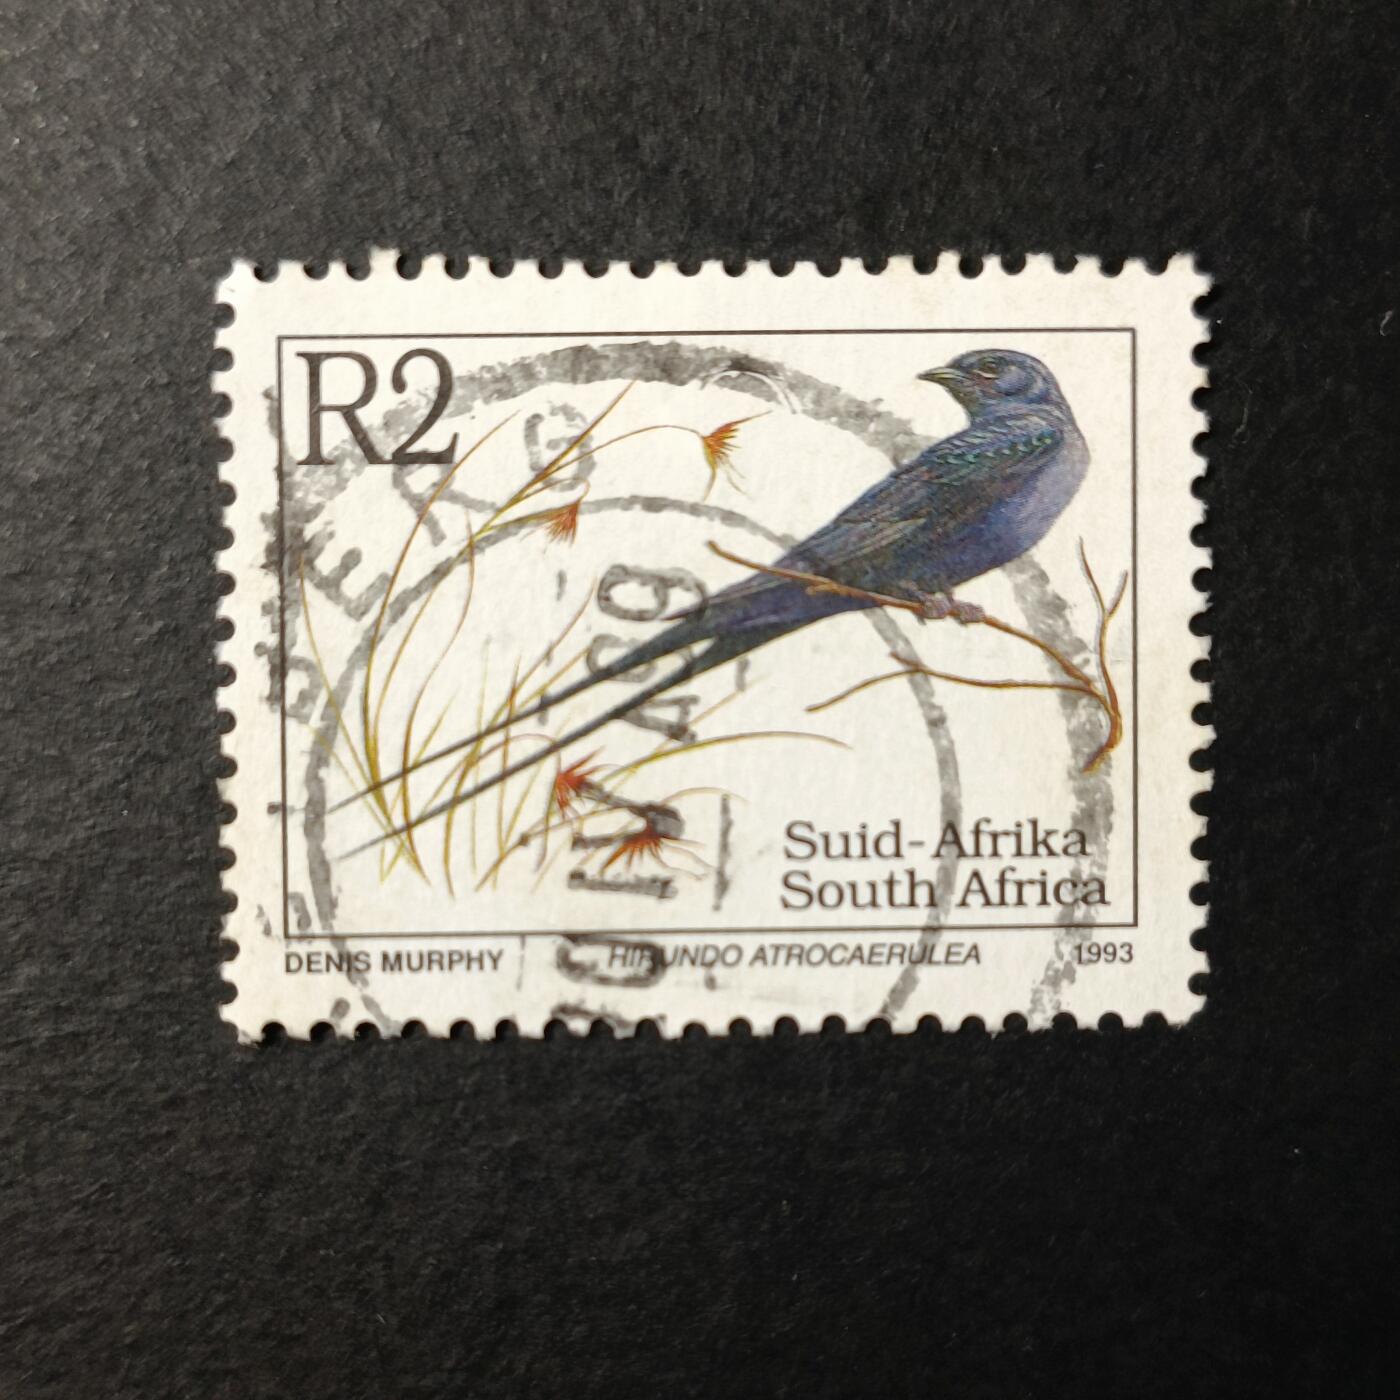 R2
Suid-Afrika
South Africa
DENIS MURPHY
HIRUNDO ATROCAERULEA
1993